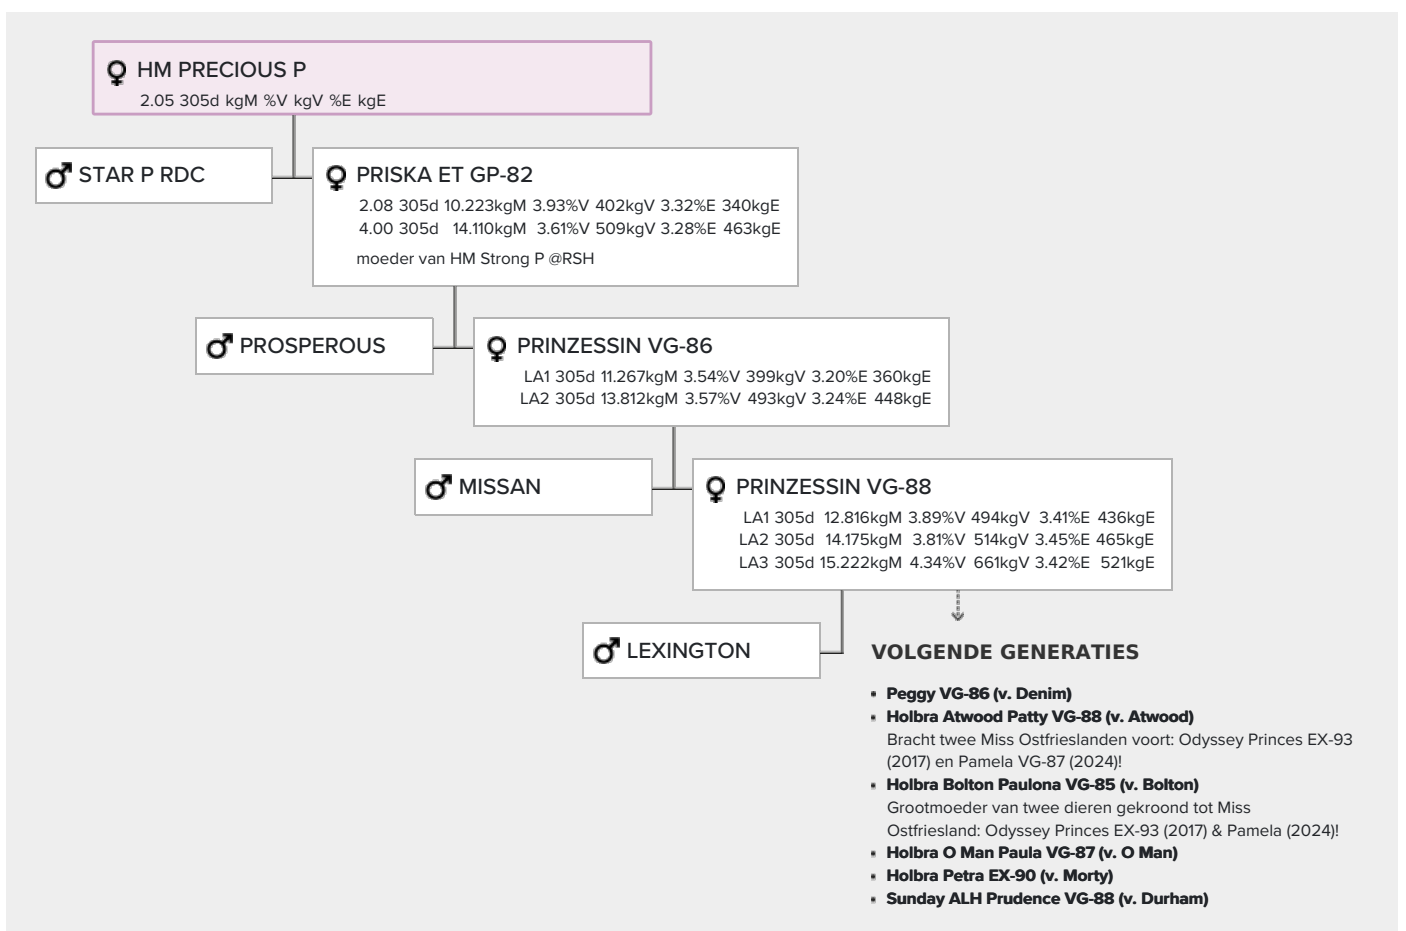 HM PRECIOUS P
2.05 305d kgM %V kgV %E kgE
STAR P RDC
PRISKA ET GP-82
2.08 305d 10.223kgM 3.93%V 402kgV 3.32%E 340kgE
4.00 305d 14.110kgM 3.61%V 509kgV 3.28%E 463kgE
moeder van HM Strong P @RSH
PROSPEROUS
PRINZESSIN VG-86
LA1 305d 11.267kgM 3.54%V 399kgV 3.20%E 360kgE
LA2 305d 13.812kgM 3.57%V 493kgV 3.24%E 448kgE
MISSAN
PRINZESSIN VG-88
LA1 305d 12.816kgM 3.89%V 494kgV 3.41%E 436kgE
LA2 305d 14.175kgM 3.81%V 514kgV 3.45%E 465kgE
LA3 305d 15.222kgM 4.34%V 661kgV 3.42%E 521kgE
LEXINGTON
VOLGENDE GENERATIES
▪ Peggy VG-86 (v. Denim)
▪ Holbra Atwood Patty VG-88 (v. Atwood)
Bracht twee Miss Ostfrieslanden voort: Odyssey Princes EX-93
(2017) en Pamela VG-87 (2024)!
▪ Holbra Bolton Paulona VG-85 (v. Bolton)
Grootmoeder van twee dieren gekroond tot Miss
Ostfriesland: Odyssey Princes EX-93 (2017) & Pamela (2024)!
▪ Holbra O Man Paula VG-87 (v. O Man)
▪ Holbra Petra EX-90 (v. Morty)
▪ Sunday ALH Prudence VG-88 (v. Durham)